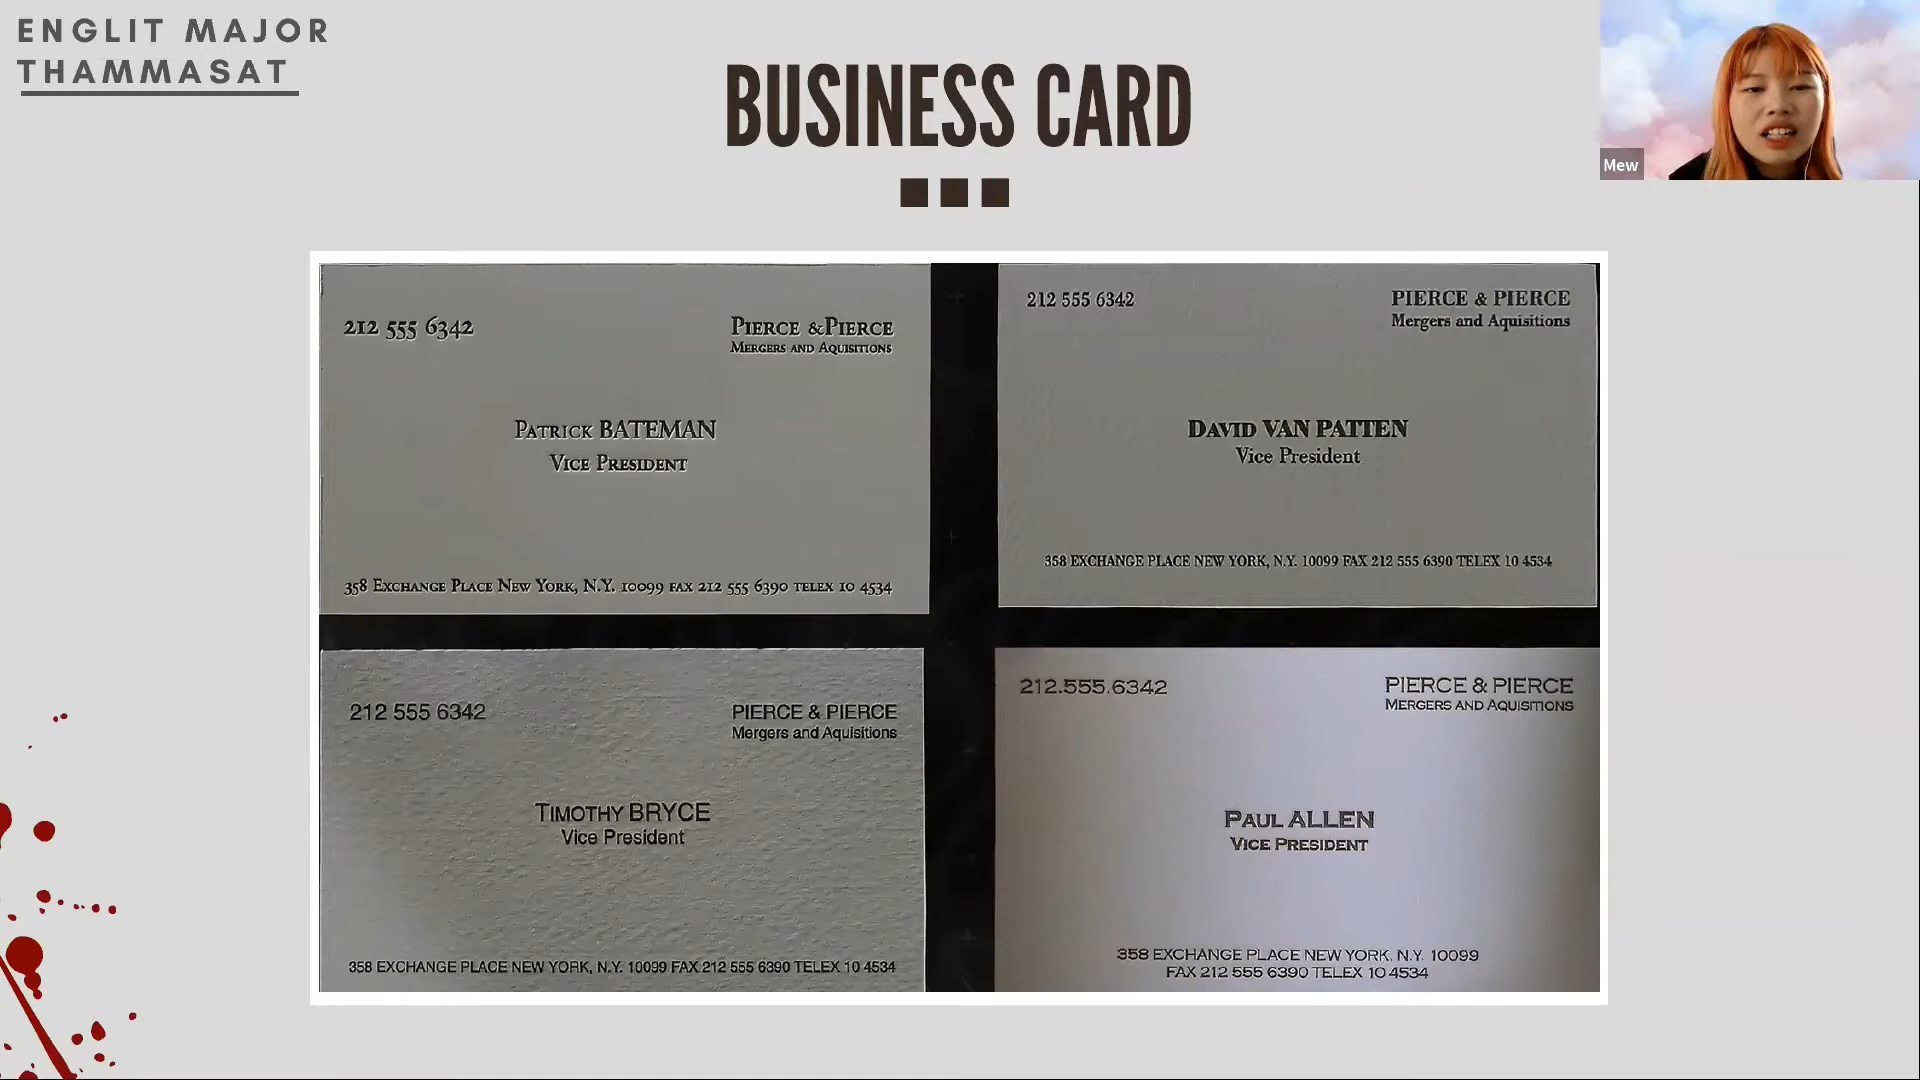 ENGLIT MAJOR
THAMMASAT
BUSINESS CARD
Mew
212 555 6342
PIERCE &PIERCE
MERGERS AND AQUISITIONS
PATRICK BATEMAN
VICE PRESIDENT
358 EXCHANGE PLACE NEW YORK, N.Y. 10099 FAX 212 555 6390 TELEX 10 4534
212 555 6342
PIERCE & PIERCE
Mergers and Aquisitions
DAVID VAN PATTEN
Vice President
358 EXCHANGE PLACE NEW YORK, N.Y. 10099 FAX 212 555 6390 TELEX 10 4534
212 555 6342
PIERCE & PIERCE
Mergers and Aquisitions
TIMOTHY BRYCE
Vice President
358 EXCHANGE PLACE NEW YORK, N.Y. 10099 FAX 212 555 6390 TELEX 10 4534
212.555.6342
PIERCE & PIERCE
MERGERS AND AQUISITIONS
PAUL ALLEN
VICE PRESIDENT
358 EXCHANGE PLACE NEW YORK, N.Y. 10099
FAX 212 555 6390 TELEX 10 4534